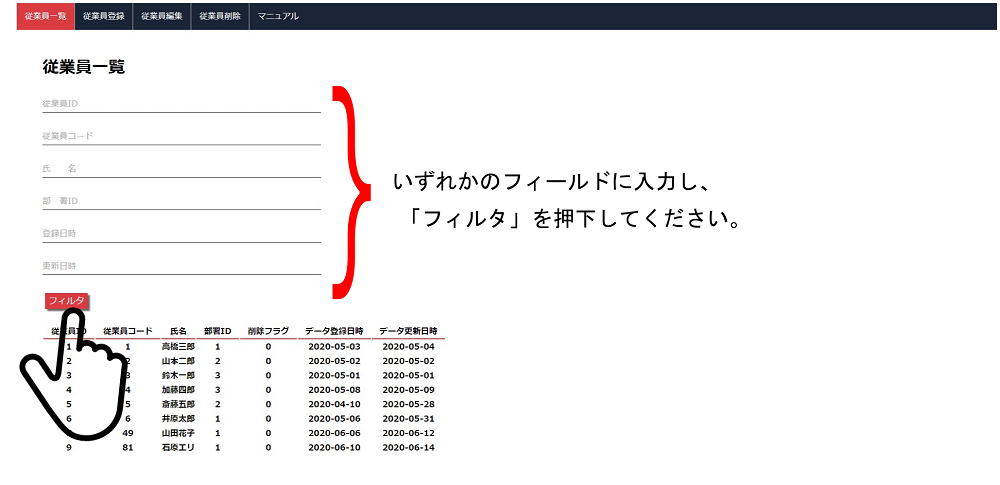 従業員一覧 従業員登録 従業員編集 従業員削除 マニュアル
従業員一覧
従業員ID
従業員コード
氏　名
部　署ID
登録日時
更新日時
いずれかのフィールドに入力し、
「フィルタ」を押下してください。
フィルタ
従業員ID 従業員コード 氏名 部署ID 削除フラグ データ登録日時 データ更新日時
1 1 高橋三郎 1 0 2020-05-03 2020-05-04
2 2 山本二郎 2 0 2020-05-02 2020-05-02
3 3 鈴木一郎 3 0 2020-05-01 2020-05-01
4 4 加藤四郎 3 0 2020-05-08 2020-05-09
5 5 斎藤五郎 2 0 2020-04-10 2020-05-28
6 6 井原太郎 1 0 2020-05-06 2020-05-31
49 山田花子 1 0 2020-06-06 2020-06-12
9 81 石原エリ 1 0 2020-06-10 2020-06-14